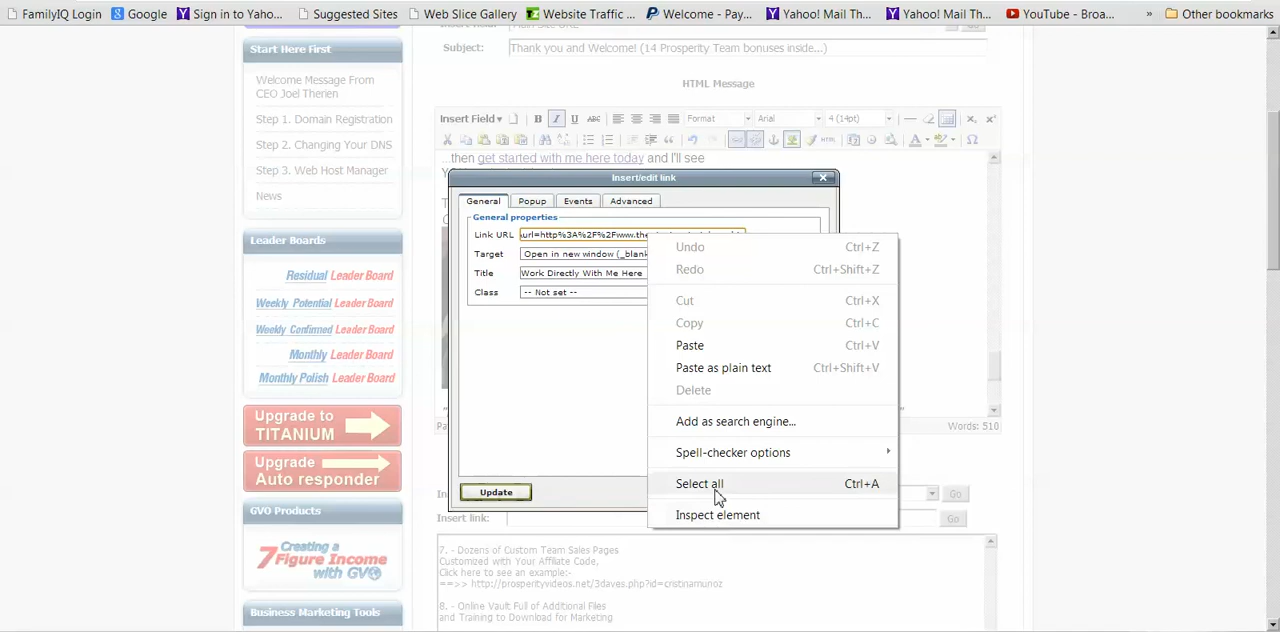 FamilyIQ Login Google Sign in to Yaho... Suggested Sites Web Slice Gallery Website Traffic ... Welcome - Pay... Yahoo! Mail Th... Yahoo! Mail Th... YouTube - Broa... » Other bookmarks
Start Here First
Welcome Message From
CEO Joel Therien
Step 1. Domain Registration
Step 2. Changing Your DNS
Step 3. Web Host Manager
News
Leader Boards
Residual Leader Board
Weekly Potential Leader Board
Weekly Confirmed Leader Board
Monthly Leader Board
Monthly Polish Leader Board
Upgrade to
TITANIUM
Upgrade
Auto responder
GVO Products
Creating a
7 Figure Income
with GVO
Business Marketing Tools
Subject: Thank you and Welcome! (14 Prosperity Team bonuses inside...)
HTML Message
Insert Field B I U ABC Format Arial 4 (14pt)
HTML
...then get started with me here today and I'll see
Insert/edit link
General Popup Events Advanced
General properties
Link URL url=http%3A%2F%2Fwww.the
Target Open in new window (_blank
Title Work Directly With Me Here
Class -- Not set --
Update
Undo Ctrl+Z
Redo Ctrl+Shift+Z
Cut Ctrl+X
Copy Ctrl+C
Paste Ctrl+V
Paste as plain text Ctrl+Shift+V
Delete
Add as search engine...
Spell-checker options
Select all Ctrl+A
Inspect element
Words: 510
Go
Insert link: Go
7. - Dozens of Custom Team Sales Pages
Customized with Your Affiliate Code,
Click here to see an example:-
==>> http://prosperityvideos.net/3daves.php?id=cristinamunoz
8. - Online Vault Full of Additional Files
and Training to Download for Marketing